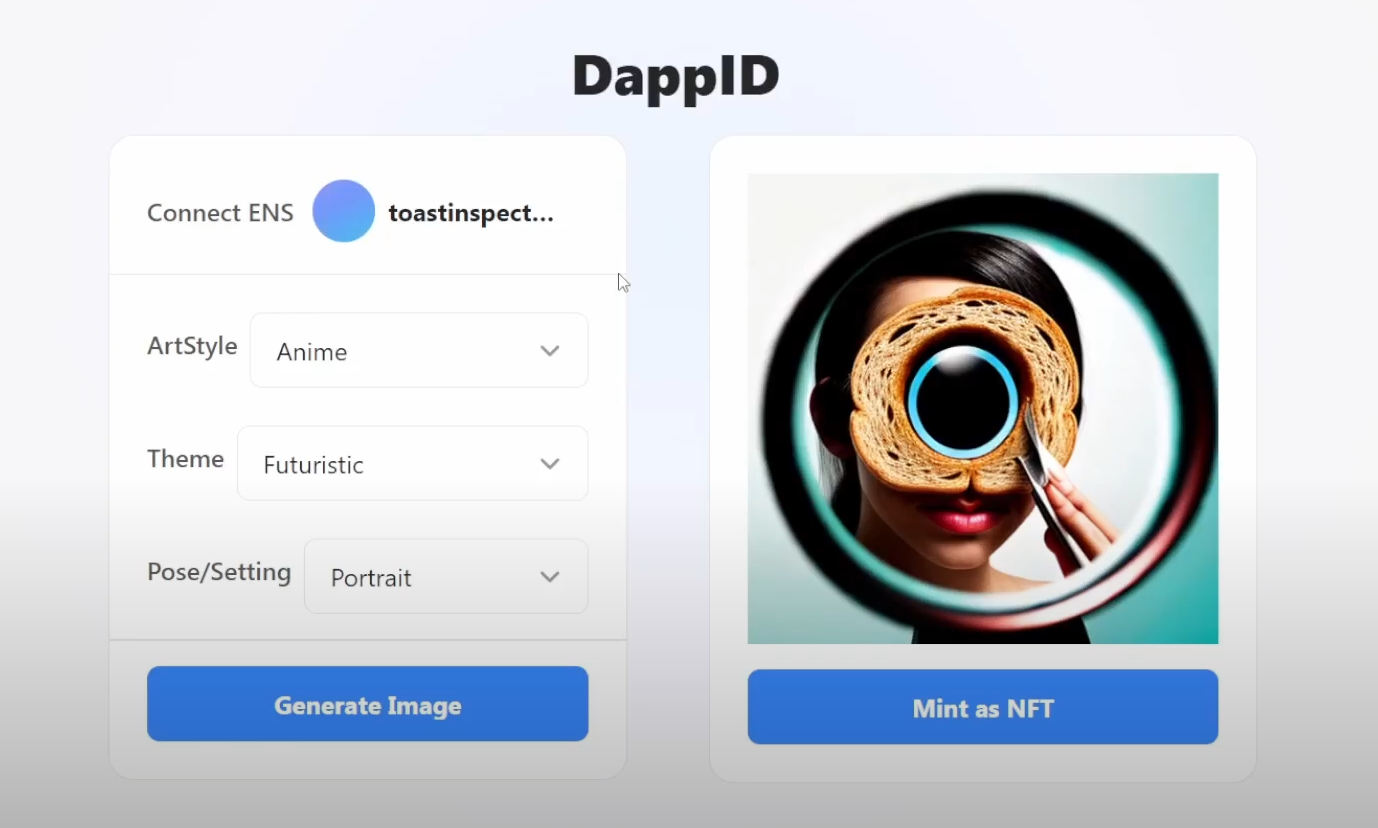 DappID
Connect ENS toastinspect...
ArtStyle Anime
Theme Futuristic
Pose/Setting Portrait
Generate Image
Mint as NFT